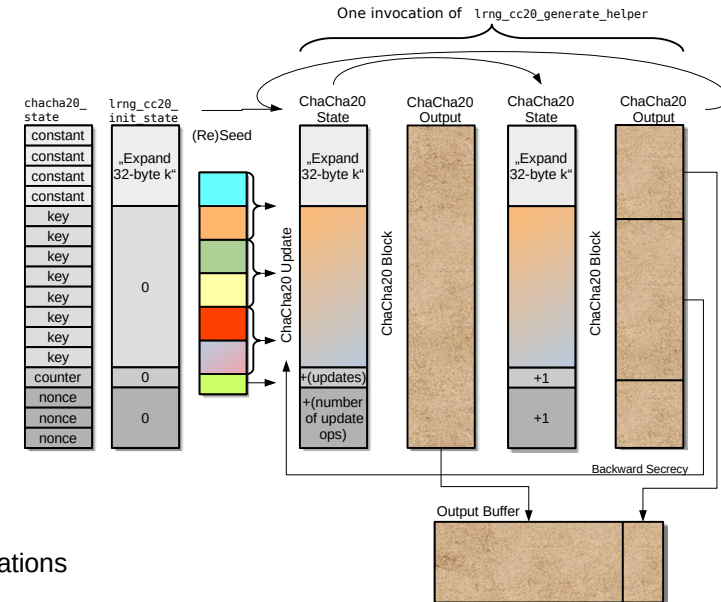 One invocation of lrng_cc20_generate_helper
chacha20_
state
lrng_cc20_
init_state
(Re)Seed
ChaCha20
State
ChaCha20
Output
ChaCha20
State
ChaCha20
Output
constant
constant
constant
constant
key
key
key
key
key
key
key
key
counter
nonce
nonce
nonce
„Expand
32-byte k“
0
0
0
ChaCha20 Update
„Expand
32-byte k“
+(updates)
+(number
of update
ops)
ChaCha20 Block
„Expand
32-byte k“
+1
+1
ChaCha20 Block
Backward Secrecy
Output Buffer
ations